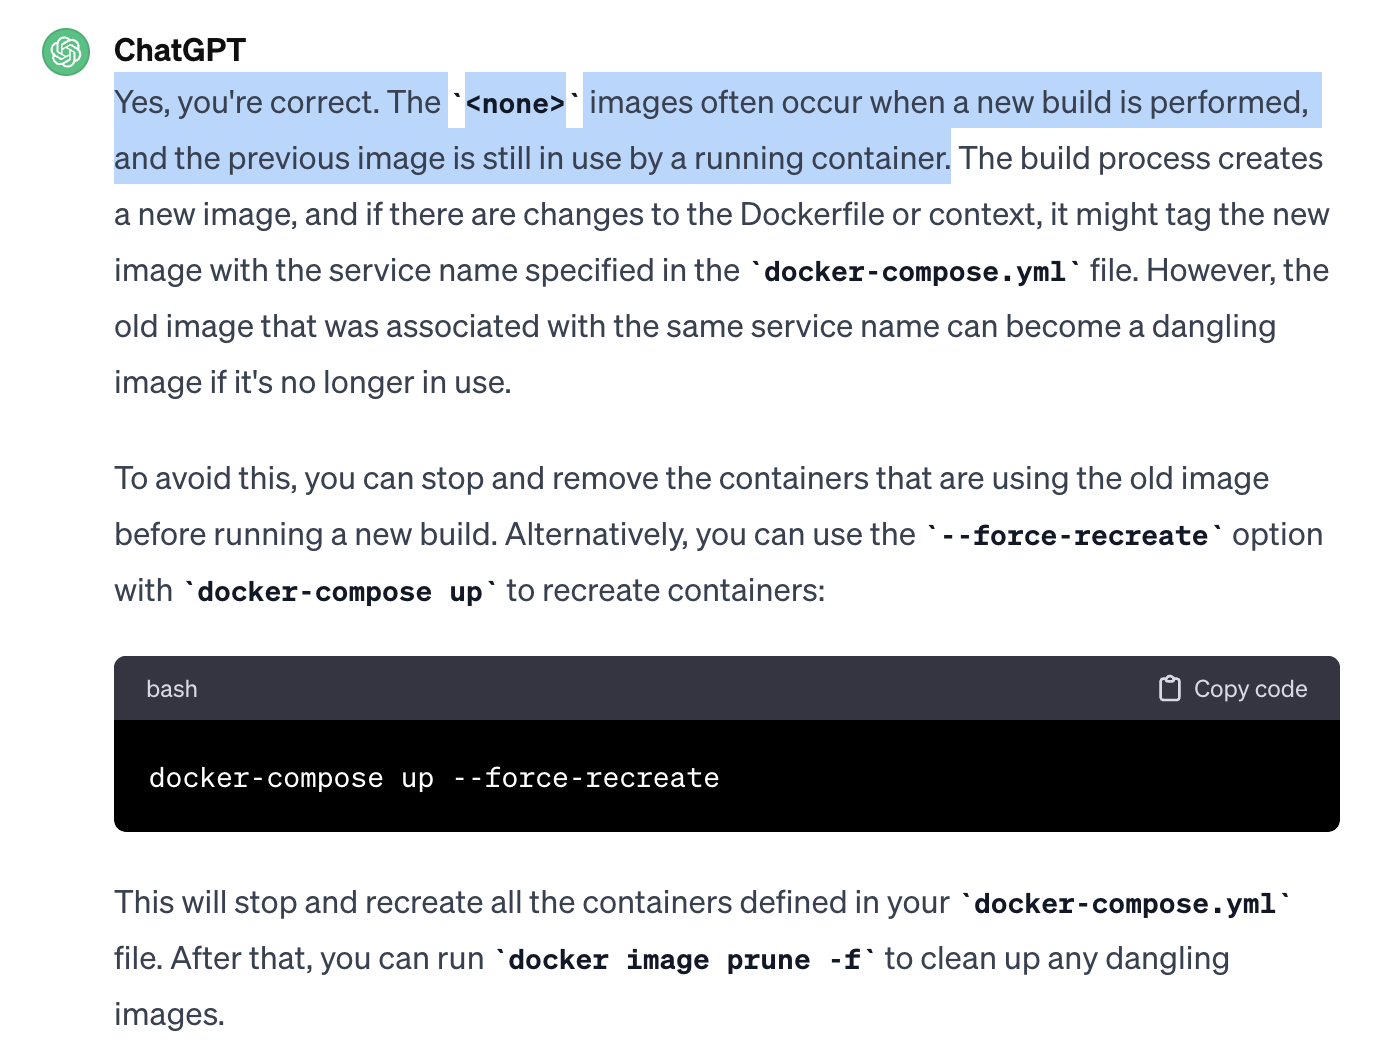 ChatGPT
Yes, you're correct. The `<none>` images often occur when a new build is performed,
and the previous image is still in use by a running container. The build process creates
a new image, and if there are changes to the Dockerfile or context, it might tag the new
image with the service name specified in the `docker-compose.yml` file. However, the
old image that was associated with the same service name can become a dangling
image if it's no longer in use.
To avoid this, you can stop and remove the containers that are using the old image
before running a new build. Alternatively, you can use the `--force-recreate` option
with `docker-compose up` to recreate containers:
bash Copy code
docker-compose up --force-recreate
This will stop and recreate all the containers defined in your `docker-compose.yml`
file. After that, you can run `docker image prune -f` to clean up any dangling
images.